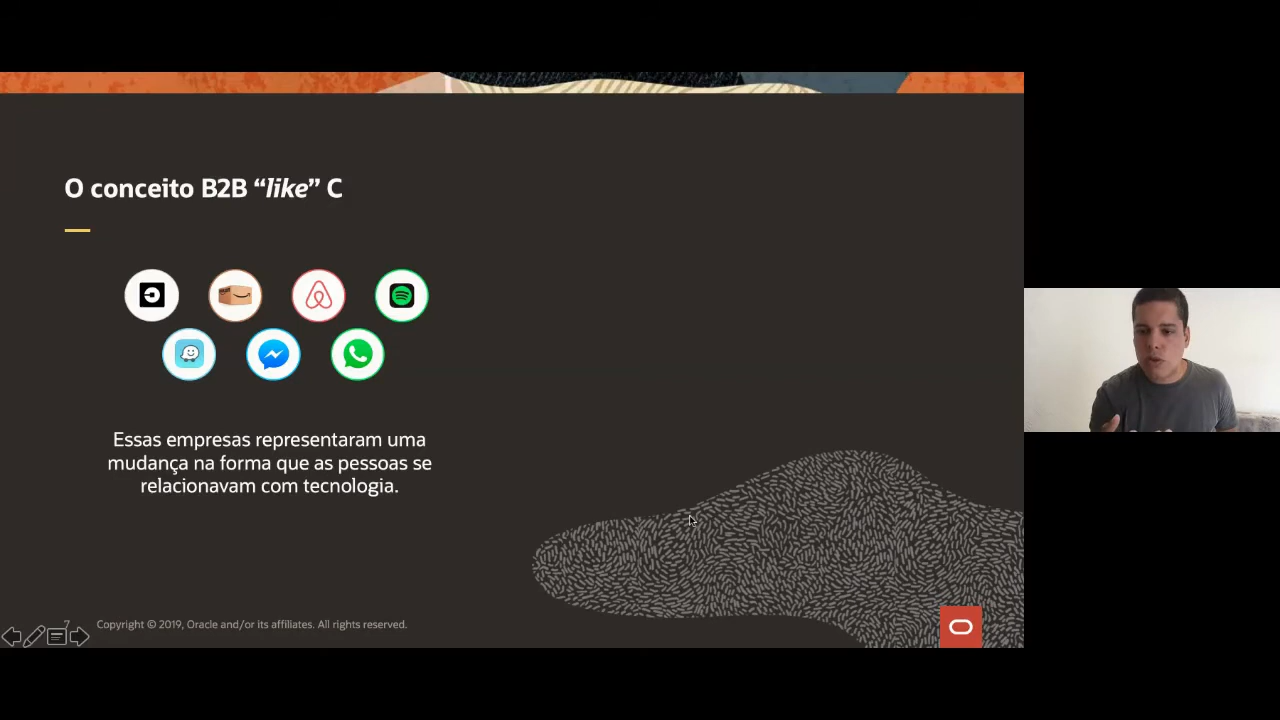 O conceito B2B “like” C
Essas empresas representaram uma
mudança na forma que as pessoas se
relacionavam com tecnologia.
7
Copyright © 2019, Oracle and/or its affiliates. All rights reserved.